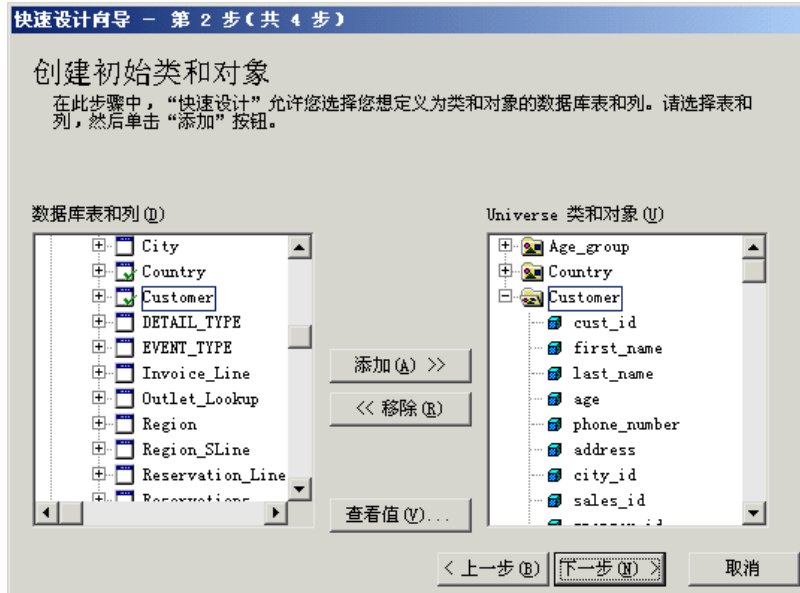 快速设计向导 - 第 2 步(共 4 步)
创建初始类和对象
在此步骤中，“快速设计”允许您选择您想定义为类和对象的数据库表和列。请选择表和
列，然后单击“添加”按钮。
数据库表和列(D)
City
Country
Customer
DETAIL_TYPE
EVENT_TYPE
Invoice_Line
Outlet_Lookup
Region
Region_SLine
Reservation_Line
添加(A) >>
<< 移除(R)
查看值(V)...
Universe 类和对象(U)
Age_group
Country
Customer
cust_id
first_name
last_name
age
phone_number
address
city_id
sales_id
< 上一步(B)
下一步(N) >
取消